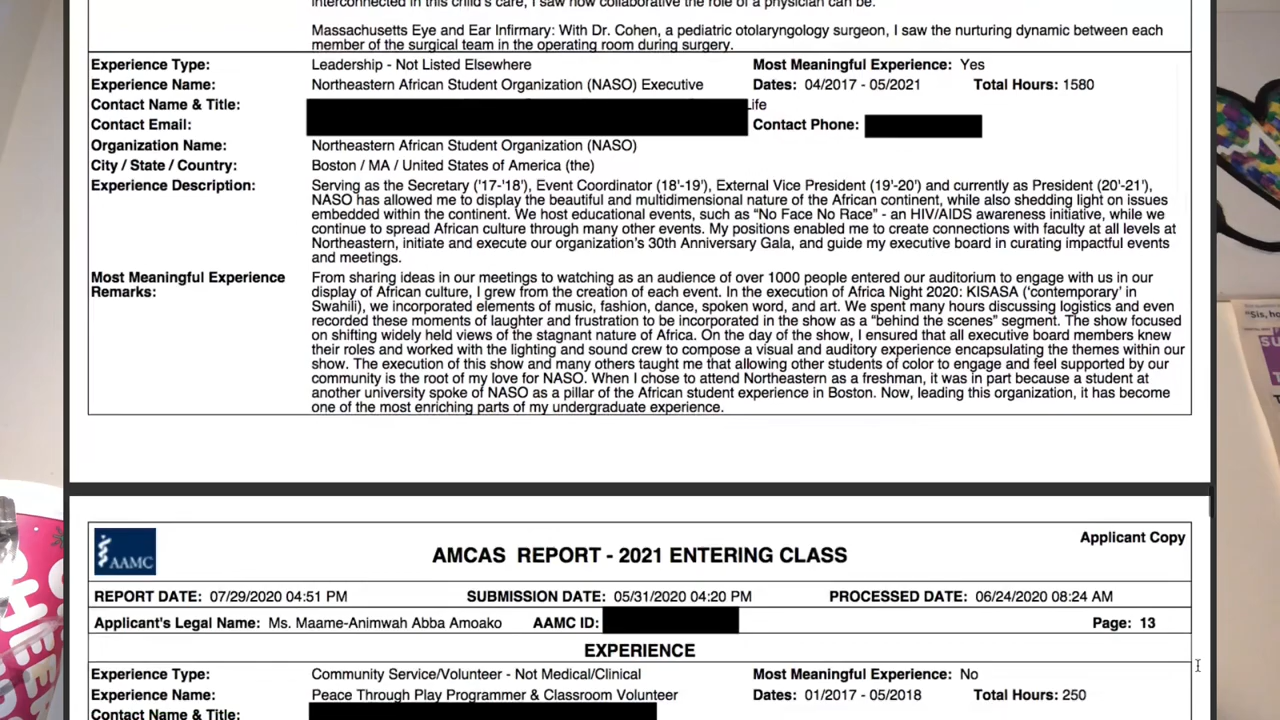 interconnected in this child's care, I saw how collaborative the role of a physician can be.
Massachusetts Eye and Ear Infirmary: With Dr. Cohen, a pediatric otolaryngology surgeon, I saw the nurturing dynamic between each
member of the surgical team in the operating room during surgery.
Experience Type: Leadership - Not Listed Elsewhere Most Meaningful Experience: Yes
Experience Name: Northeastern African Student Organization (NASO) Executive Dates: 04/2017 - 05/2021 Total Hours: 1580
Contact Name & Title: Life
Contact Email: Contact Phone:
Organization Name: Northeastern African Student Organization (NASO)
City / State / Country: Boston / MA / United States of America (the)
Experience Description: Serving as the Secretary ('17-'18'), Event Coordinator (18'-19'), External Vice President (19'-20') and currently as President (20'-21'),
NASO has allowed me to display the beautiful and multidimensional nature of the African continent, while also shedding light on issues
embedded within the continent. We host educational events, such as “No Face No Race” - an HIV/AIDS awareness initiative, while we
continue to spread African culture through many other events. My positions enabled me to create connections with faculty at all levels at
Northeastern, initiate and execute our organization's 30th Anniversary Gala, and guide my executive board in curating impactful events
and meetings.
Most Meaningful Experience From sharing ideas in our meetings to watching as an audience of over 1000 people entered our auditorium to engage with us in our
Remarks: display of African culture, I grew from the creation of each event. In the execution of Africa Night 2020: KISASA (‘contemporary’ in
Swahili), we incorporated elements of music, fashion, dance, spoken word, and art. We spent many hours discussing logistics and even
recorded these moments of laughter and frustration to be incorporated in the show as a “behind the scenes” segment. The show focused
on shifting widely held views of the stagnant nature of Africa. On the day of the show, I ensured that all executive board members knew
their roles and worked with the lighting and sound crew to compose a visual and auditory experience encapsulating the themes within our
show. The execution of this show and many others taught me that allowing other students of color to engage and feel supported by our
community is the root of my love for NASO. When I chose to attend Northeastern as a freshman, it was in part because a student at
another university spoke of NASO as a pillar of the African student experience in Boston. Now, leading this organization, it has become
one of the most enriching parts of my undergraduate experience.
AAMC
Applicant Copy
AMCAS REPORT - 2021 ENTERING CLASS
REPORT DATE: 07/29/2020 04:51 PM SUBMISSION DATE: 05/31/2020 04:20 PM PROCESSED DATE: 06/24/2020 08:24 AM
Applicant's Legal Name: Ms. Maame-Animwah Abba Amoako AAMC ID: Page: 13
EXPERIENCE
Experience Type: Community Service/Volunteer - Not Medical/Clinical Most Meaningful Experience: No
Experience Name: Peace Through Play Programmer & Classroom Volunteer Dates: 01/2017 - 05/2018 Total Hours: 250
Contact Name & Title:
"Sis, ho
SU